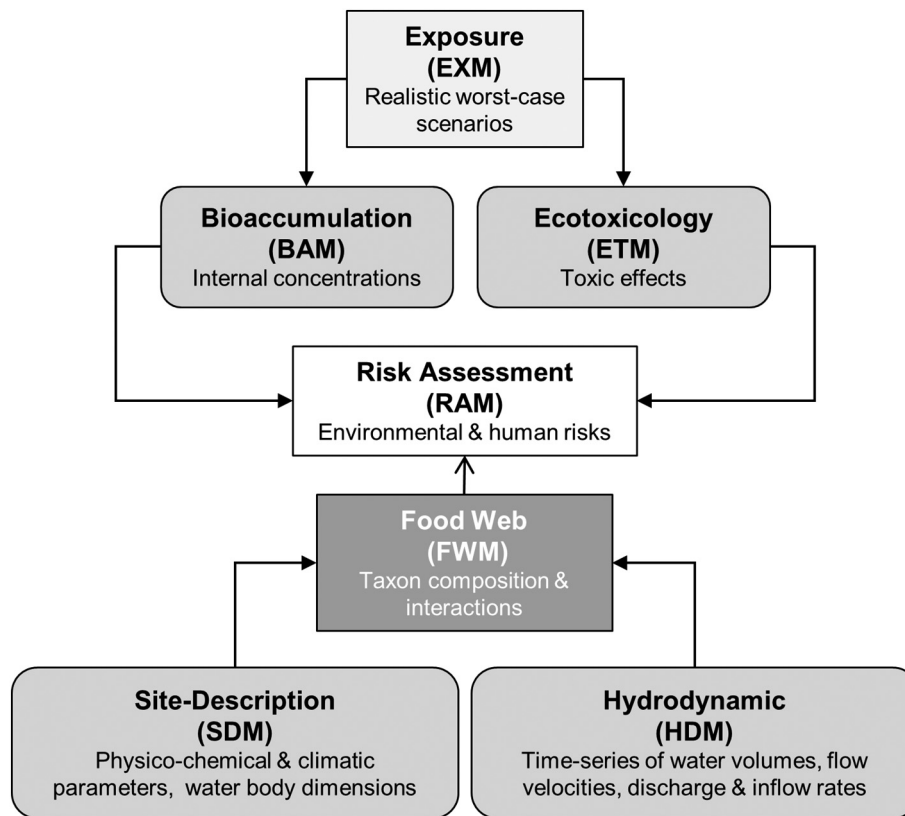 Exposure
(EXM)
Realistic worst-case
scenarios
Bioaccumulation
(BAM)
Internal concentrations
Ecotoxicology
(ETM)
Toxic effects
Risk Assessment
(RAM)
Environmental & human risks
Food Web
(FWM)
Taxon composition &
interactions
Site-Description
(SDM)
Physico-chemical & climatic
parameters, water body dimensions
Hydrodynamic
(HDM)
Time-series of water volumes, flow
velocities, discharge & inflow rates